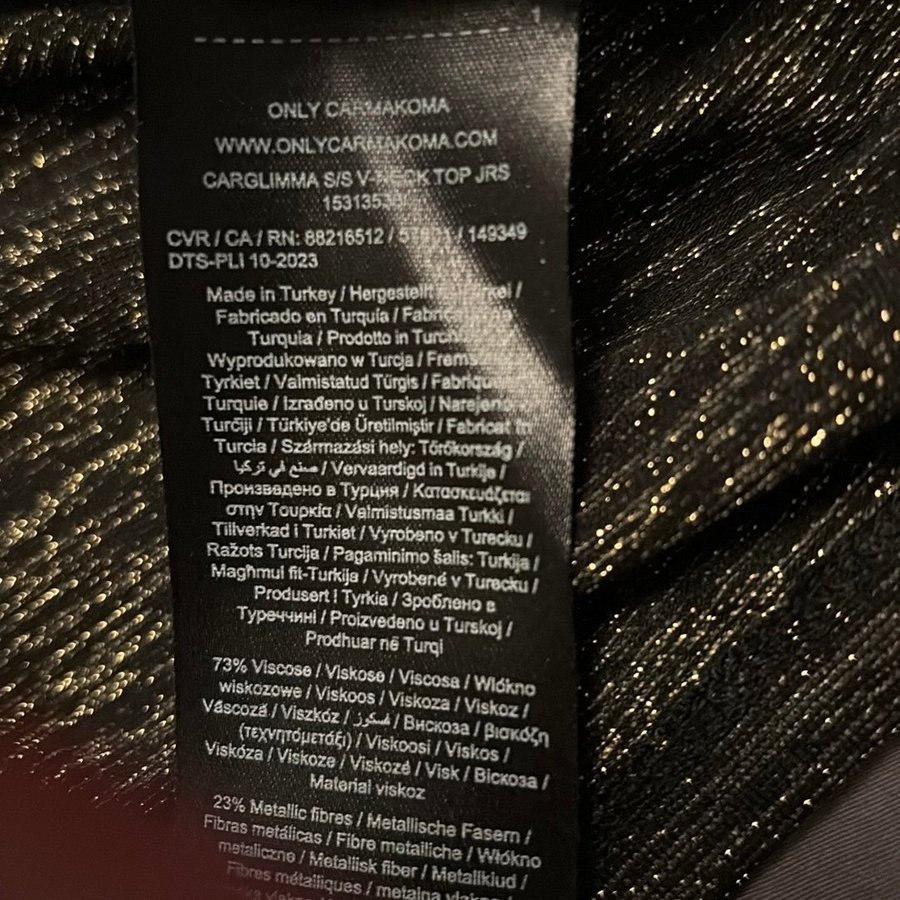 ONLY CARMAKOMA
WWW.ONLYCARMAKOMA.COM
CARGLIMMA S/S V-NECK TOP JRS
CVR / CA / RN: 88216512 / / 149349
DTS-PLI 10-2023
Made in Turkey / Hergestellt /
Fabricado en Turquía /
Turquia / Prodotto in
Wyprodukowano w Turcja /
Tyrkiet / Valmistatud Türgis /
Turquie / Izrađeno u Turskoj / Narejeno
Turčiji / Türkiye'de Üretilmiştir / Fabricat în
Turcia / Származási hely: Törökország /
صنع في تركيا / Vervaardigd in Turkije /
Произведено в Турция / Κατασκευάζεται
στην Τουρκία / Valmistusmaa Turkki /
Tillverkad i Turkiet / Vyrobeno v Turecku /
Ražots Turcija / Pagaminimo šalis: Turkija /
Magħmul fit-Turkija / Vyrobené v Turecku /
Produsert i Tyrkia / Зроблено в
Туреччині / Proizvedeno u Turskoj /
Prodhuar në Turqi
73% Viscose / Viskose / Viscosa / Włókno
wiskozowe / Viskoos / Viskoza / Viskoz /
Vâscoză / Viszkóz / فسكوز / Вискоза / βισκόζη
(τεχνητόμετάξι) / Viskoosi / Viskos /
Viskóza / Viskoze / Viskożé / Visk / Віскоза /
Material viskoz
23% Metallic fibres / Metallische Fasern /
Fibras metálicas / Fibre metalliche / Włókno
metaliczne / Metallisk fiber / Metallkiud /
Fibres métalliques / metalna